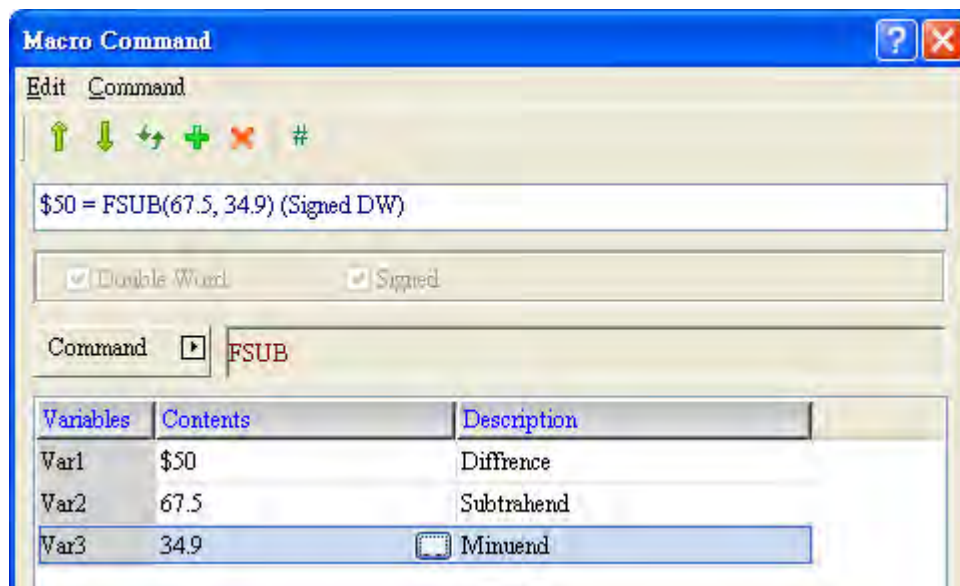 Macro Command
Edit Command
#
$50 = FSUB(67.5, 34.9) (Signed DW)
Double Word Signed
Command FSUB
Variables Contents Description
Var1 $50 Diffrence
Var2 67.5 Subtrahend
Var3 34.9 Minuend